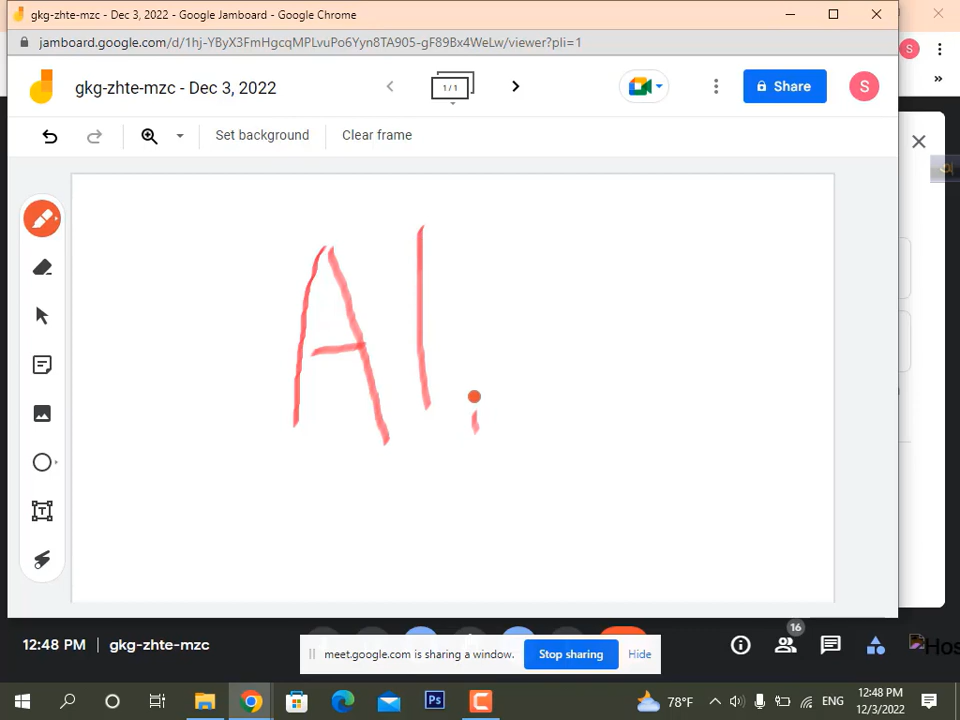 gkg-zhte-mzc - Dec 3, 2022 - Google Jamboard - Google Chrome
jamboard.google.com/d/1hj-YByX3FmHgcqMPLvuPo6Yyn8TA905-gF89Bx4WeLw/viewer?pli=1
S
gkg-zhte-mzc - Dec 3, 2022
1/1
Share
S
Set background
Clear frame
A
12:48 PM
gkg-zhte-mzc
meet.google.com is sharing a window.
Stop sharing
Hide
16
Hos
Ps
78°F
ENG
12:48 PM
12/3/2022